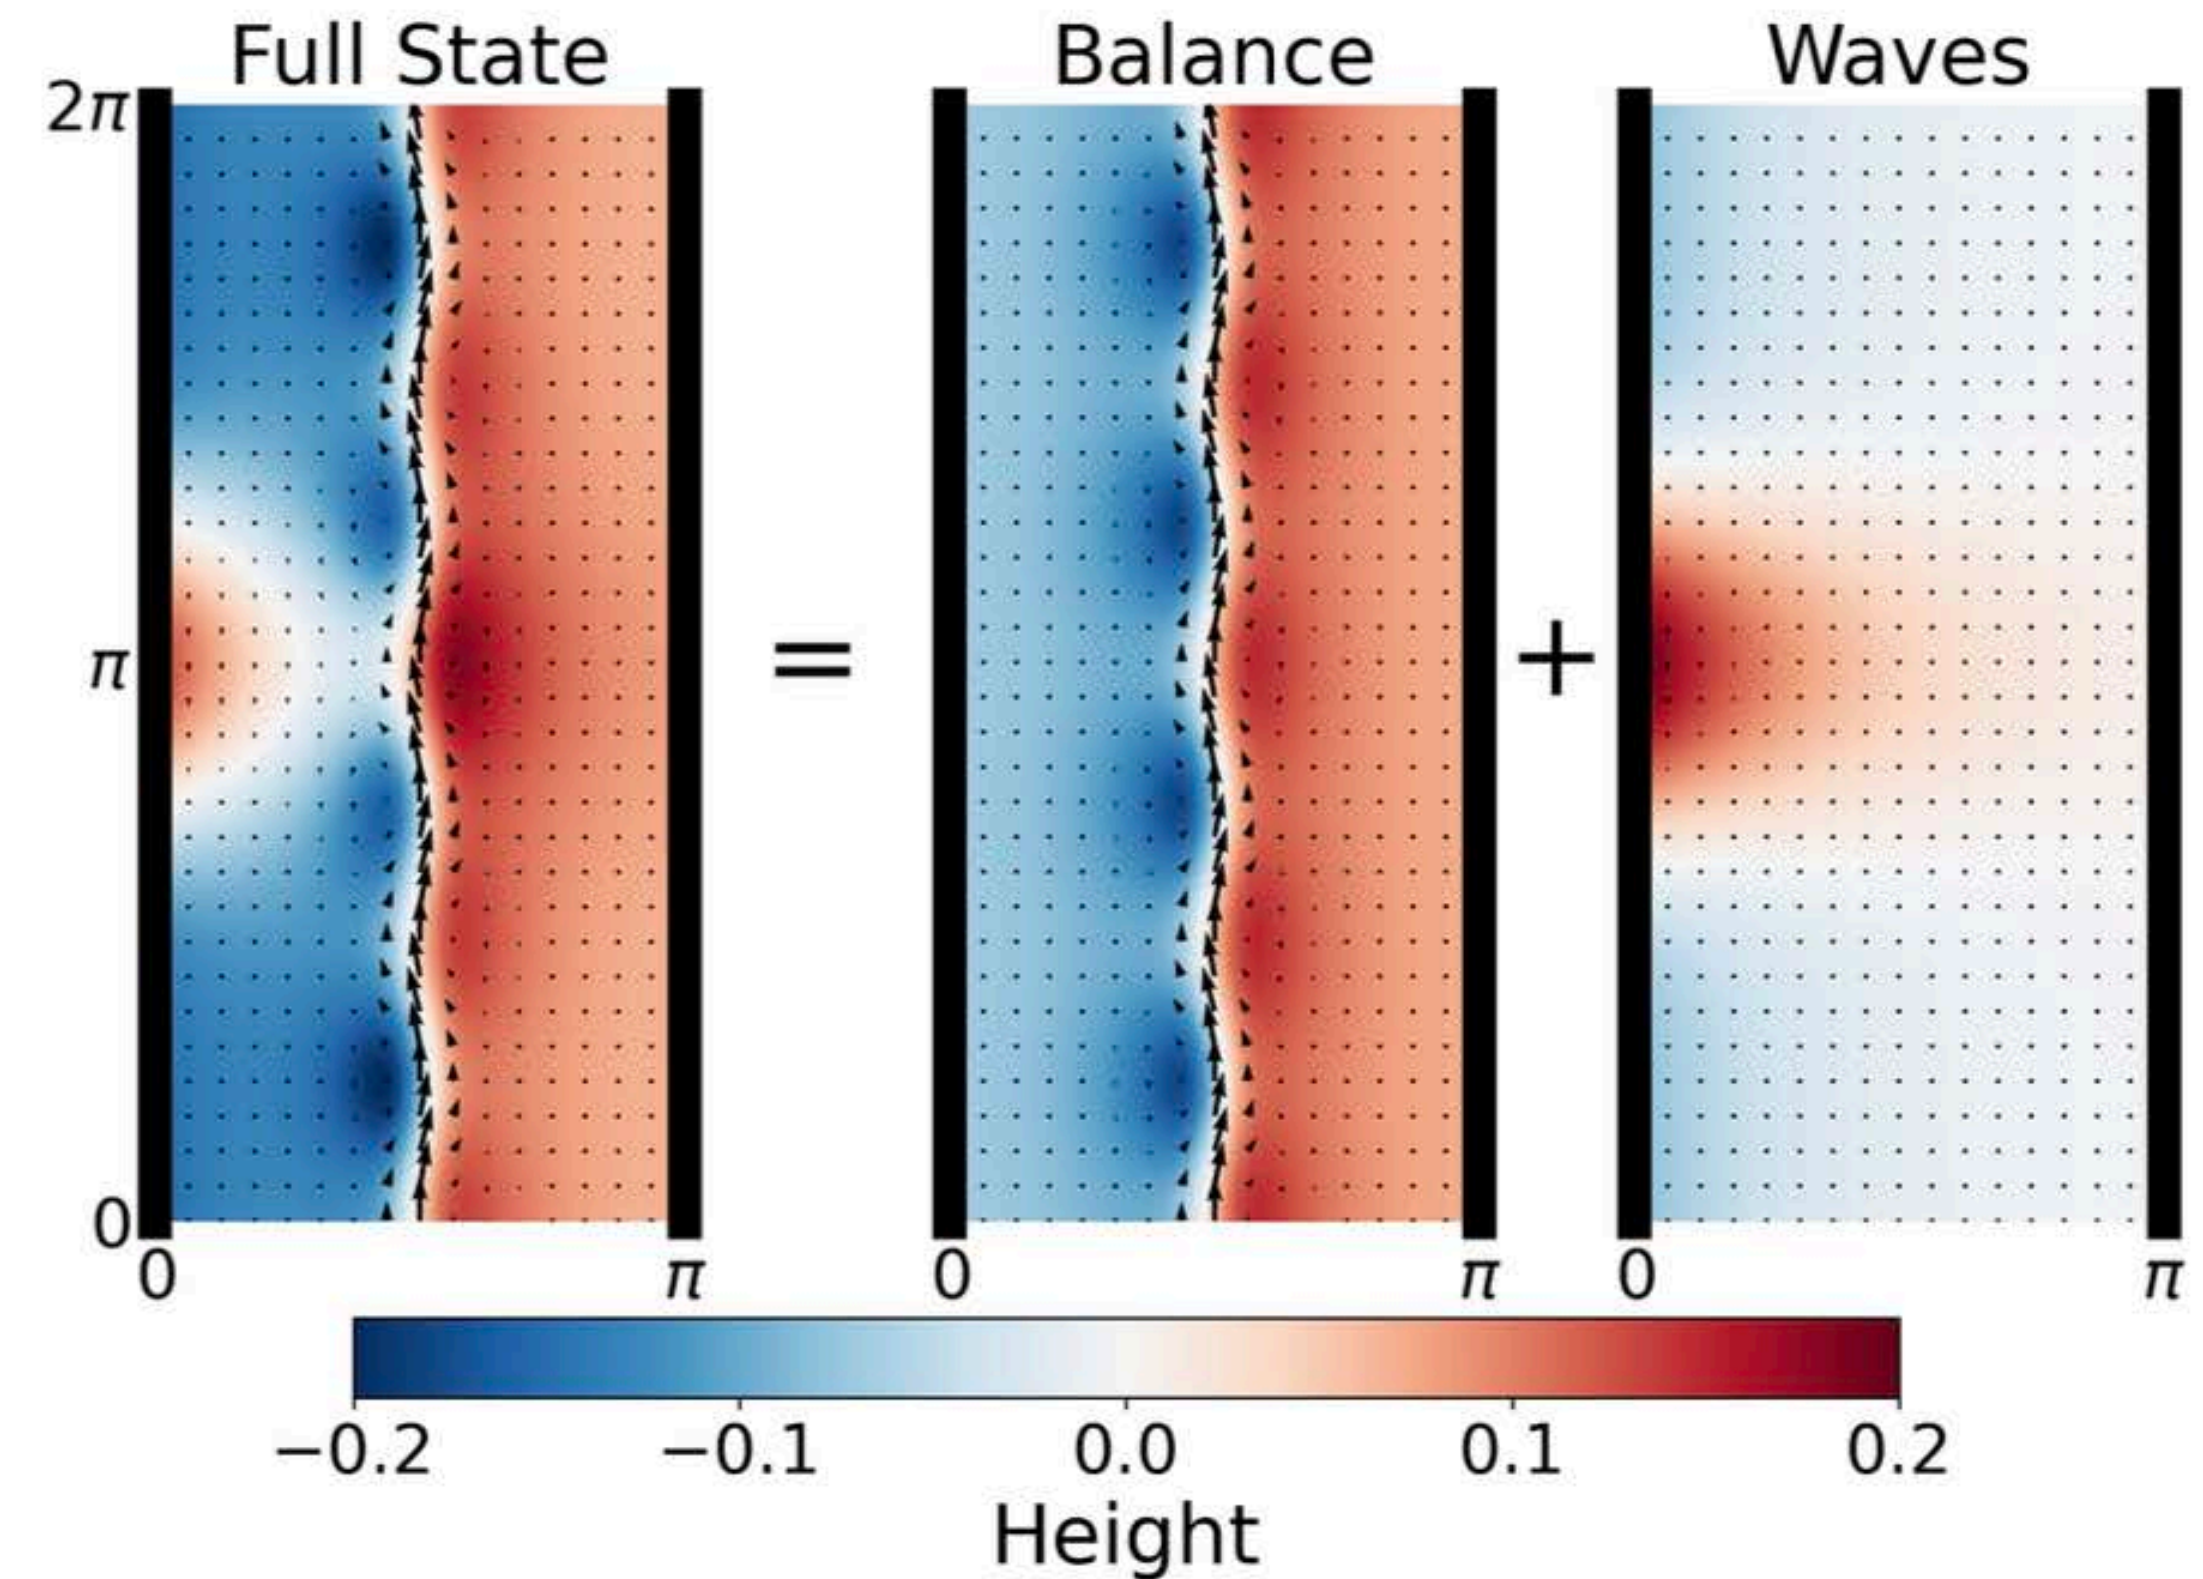 Full State Balance Waves
2π
π = +
0
0 π 0 π 0 π
−0.2 −0.1 0.0 0.1 0.2
Height